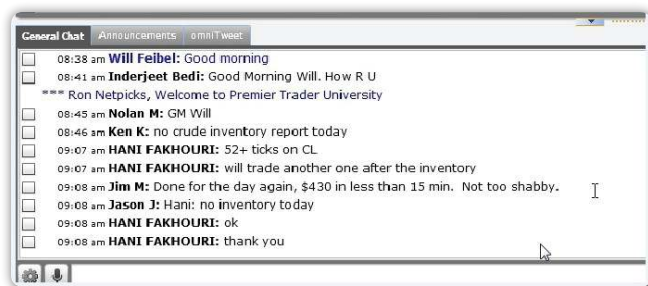 General Chat Announcements omniTweet
08:38 am Will Feibel: Good morning
08:41 am Inderjeet Bedi: Good Morning Will. How R U
*** Ron Netpicks, Welcome to Premier Trader University
08:45 am Nolan M: GM Will
08:46 am Ken K: no crude inventory report today
09:07 am HANI FAKHOURI: 52+ ticks on CL
09:07 am HANI FAKHOURI: will trade another one after the inventory
09:08 am Jim M: Done for the day again, $430 in less than 15 min. Not too shabby.
09:08 am Jason J: Hani: no inventory today
09:08 am HANI FAKHOURI: ok
09:08 am HANI FAKHOURI: thank you